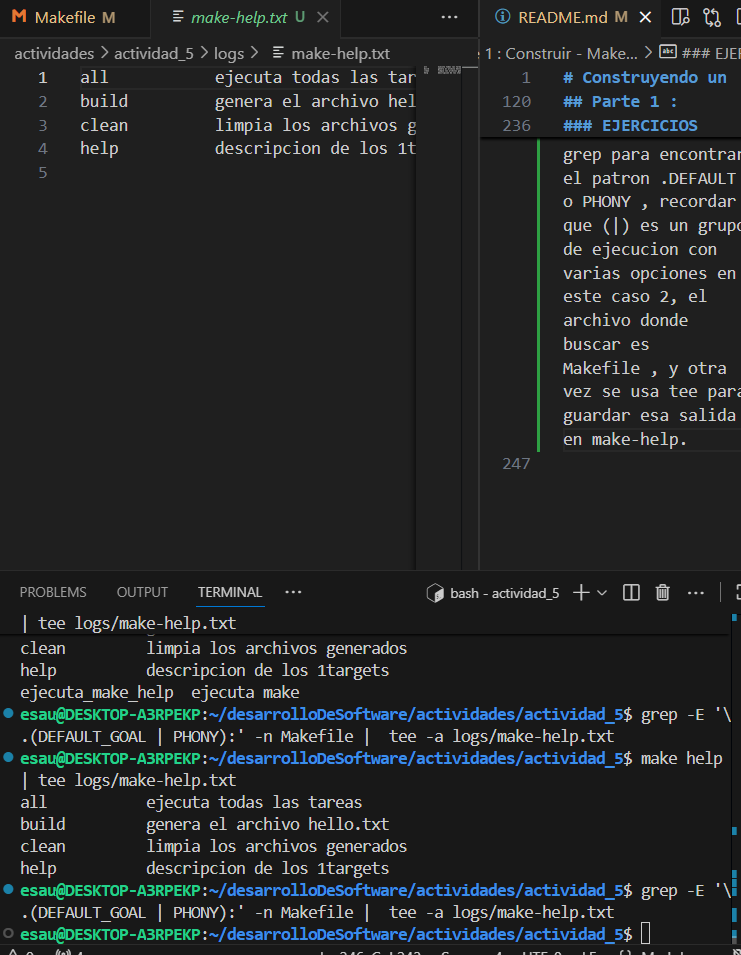 Makefile M
make-help.txt U
README.md M
actividades > actividad_5 > logs > make-help.txt
1 : Construir - Make... > ### EJER
1 all ejecuta todas las tar
2 build genera el archivo hel
3 clean limpia los archivos g
4 help descripcion de los 1t
5
1 # Construyendo un
120 ## Parte 1 :
236 ### EJERCICIOS
grep para encontrar
el patron .DEFAULT
o PHONY , recordar
que (|) es un grupo
de ejecucion con
varias opciones en
este caso 2, el
archivo donde
buscar es
Makefile , y otra
vez se usa tee para
guardar esa salida
en make-help.
247
PROBLEMS OUTPUT TERMINAL ··· bash - actividad_5
| tee logs/make-help.txt
clean limpia los archivos generados
help descripcion de los 1targets
ejecuta_make_help ejecuta make
esau@DESKTOP-A3RPEKP:~/desarrolloDeSoftware/actividades/actividad_5$ grep -E '\
.(DEFAULT_GOAL | PHONY):' -n Makefile | tee -a logs/make-help.txt
esau@DESKTOP-A3RPEKP:~/desarrolloDeSoftware/actividades/actividad_5$ make help
| tee logs/make-help.txt
all ejecuta todas las tareas
build genera el archivo hello.txt
clean limpia los archivos generados
help descripcion de los 1targets
esau@DESKTOP-A3RPEKP:~/desarrolloDeSoftware/actividades/actividad_5$ grep -E '\
.(DEFAULT_GOAL | PHONY):' -n Makefile | tee -a logs/make-help.txt
esau@DESKTOP-A3RPEKP:~/desarrolloDeSoftware/actividades/actividad_5$